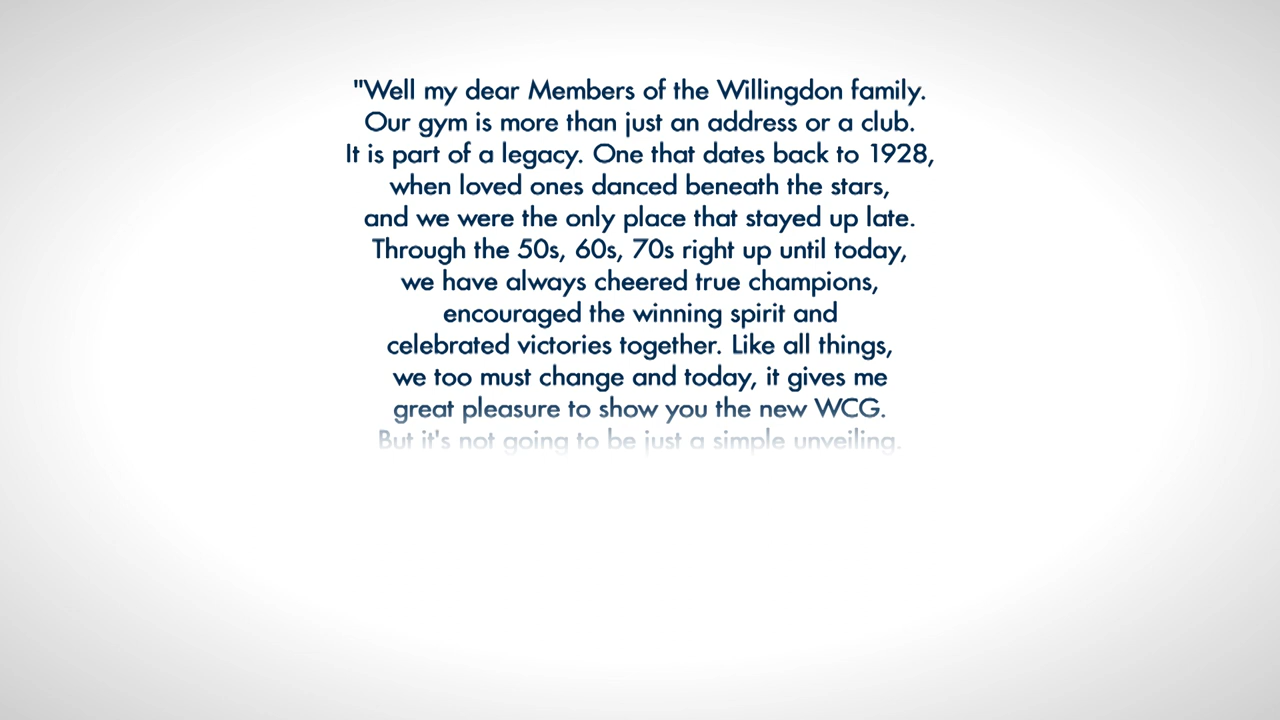 "Well my dear Members of the Willingdon family.
Our gym is more than just an address or a club.
It is part of a legacy. One that dates back to 1928,
when loved ones danced beneath the stars,
and we were the only place that stayed up late.
Through the 50s, 60s, 70s right up until today,
we have always cheered true champions,
encouraged the winning spirit and
celebrated victories together. Like all things,
we too must change and today, it gives me
great pleasure to show you the new WCG.
But it's not going to be just a simple unveiling.